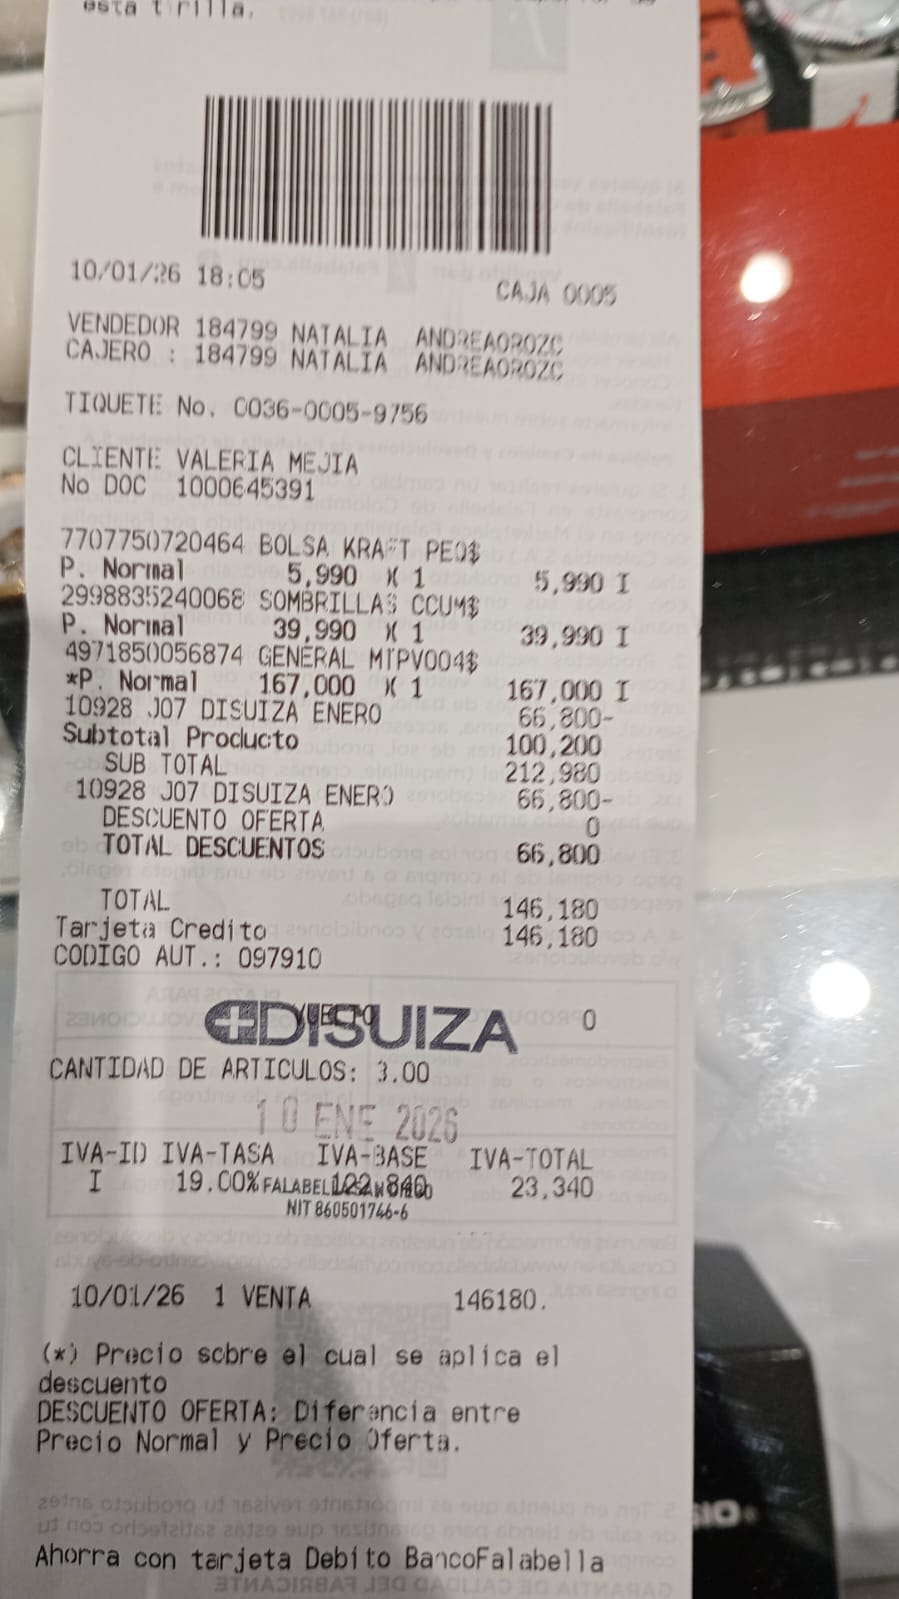 esta tirilla.
10/01/26 18:05 CAJA 0005
VENDEDOR 184799 NATALIA ANDREAOROZC
CAJERO : 184799 NATALIA ANDREAOROZC
TIQUETE No. 0036-0005-9756
CLIENTE VALERIA MEJIA
No DOC 1000645391
7707750720464 BOLSA KRAFT PEQ$
P. Normal 5,990 X 1 5,990 I
2998835240068 SOMBRILLAS CCUM$
P. Normal 39,990 X 1 39,990 I
4971850056874 GENERAL MTPV004$
*P. Normal 167,000 X 1 167,000 I
10928 J07 DISUIZA ENERO 66,800-
Subtotal Producto 100,200
SUB TOTAL 212,980
10928 J07 DISUIZA ENERO 66,800-
DESCUENTO OFERTA 0
TOTAL DESCUENTOS 66,800
TOTAL 146,180
Tarjeta Credito 146,180
CODIGO AUT.: 097910
VUELTO 0
DISUIZA
CANTIDAD DE ARTICULOS: 3.00
10 ENE 2026
IVA-ID IVA-TASA IVA-BASE IVA-TOTAL
I 19.00% 122,840 23,340
NIT 860501746-6
10/01/26 1 VENTA 146180.
(*) Precio sobre el cual se aplica el
descuento
DESCUENTO OFERTA: Diferencia entre
Precio Normal y Precio Oferta.
Ahorra con tarjeta Debito BancoFalabella